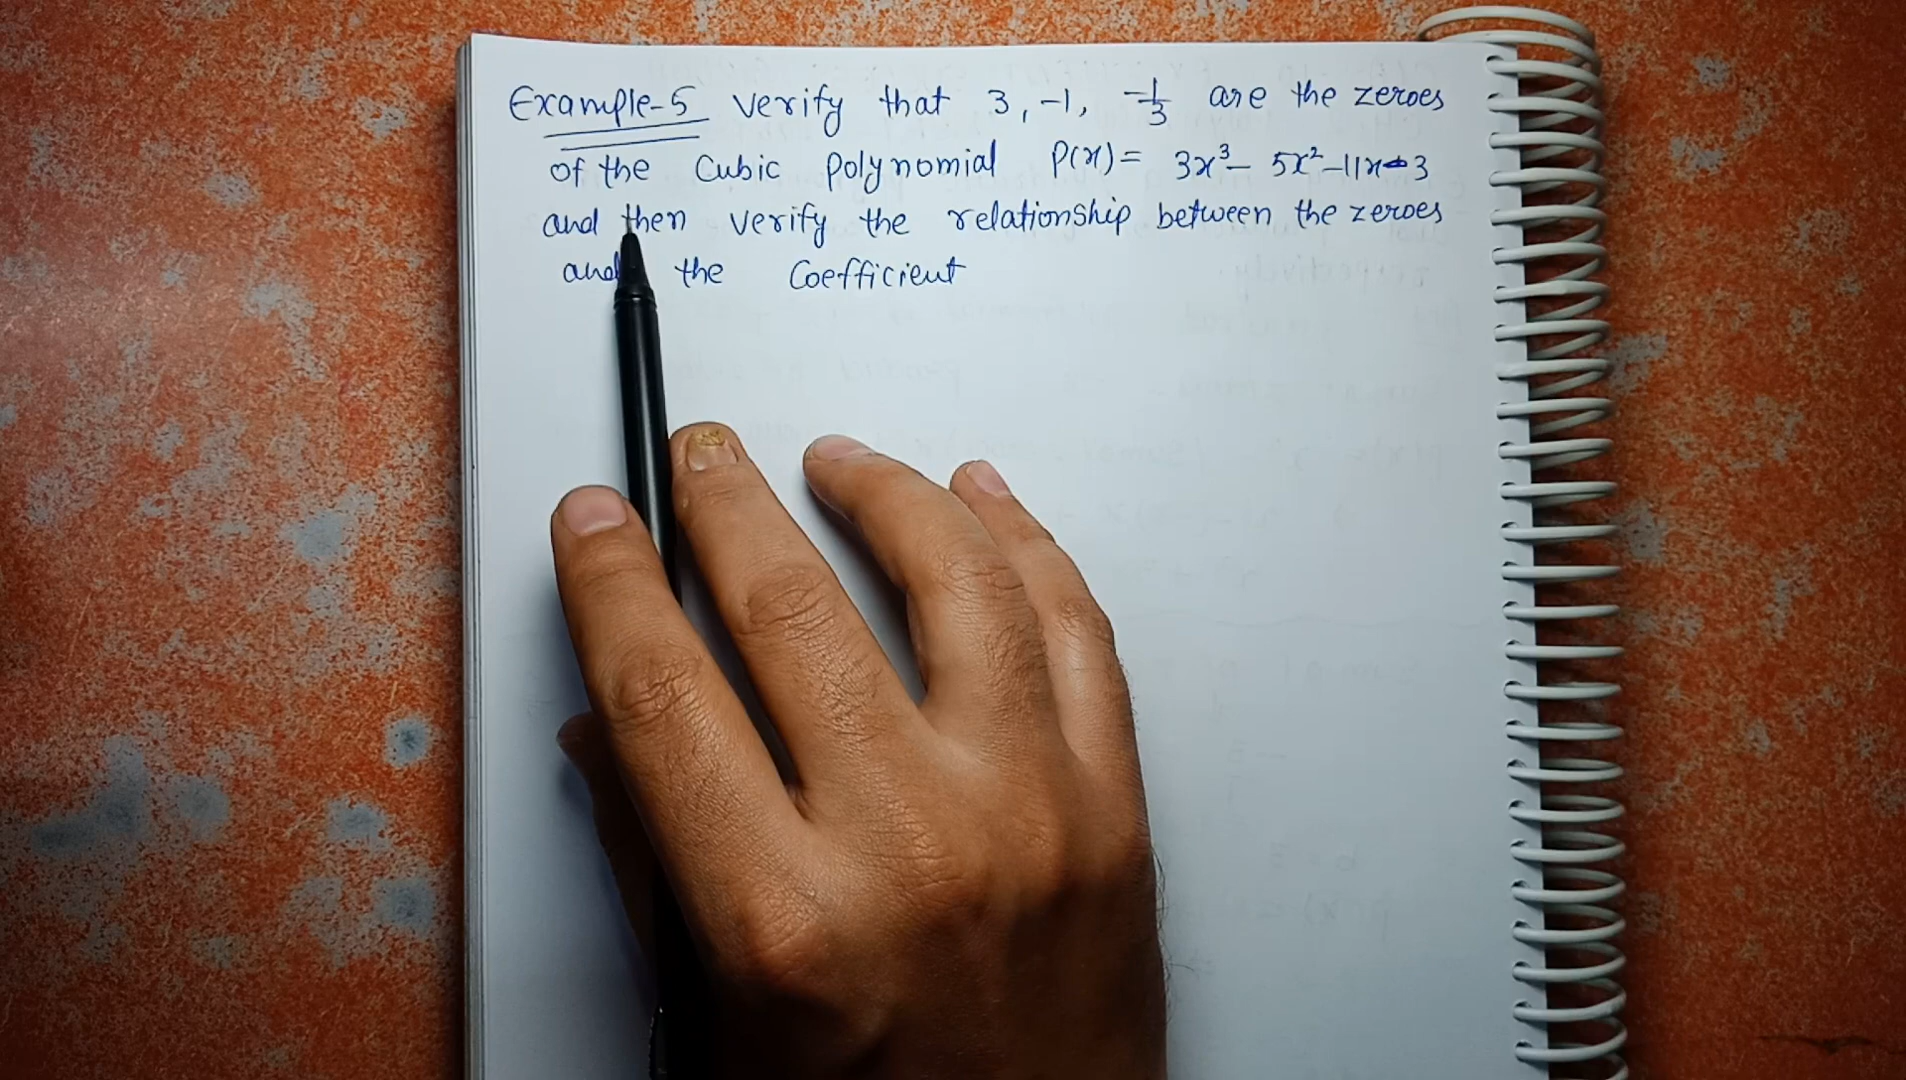 Example-5 verify that 3, -1, -1/3 are the zeroes
of the Cubic Polynomial P(x) = 3x³ - 5x² - 11x - 3
and then verify the relationship between the zeroes
and the Coefficient